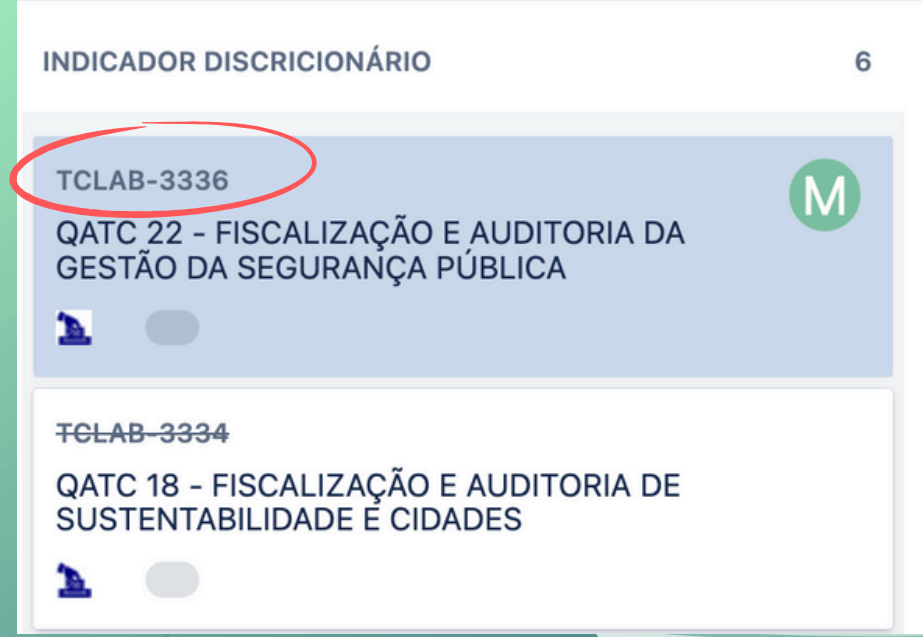 INDICADOR DISCRICIONÁRIO 6
TCLAB-3336
M
QATC 22 - FISCALIZAÇÃO E AUDITORIA DA
GESTÃO DA SEGURANÇA PÚBLICA
TCLAB-3334
QATC 18 - FISCALIZAÇÃO E AUDITORIA DE
SUSTENTABILIDADE E CIDADES